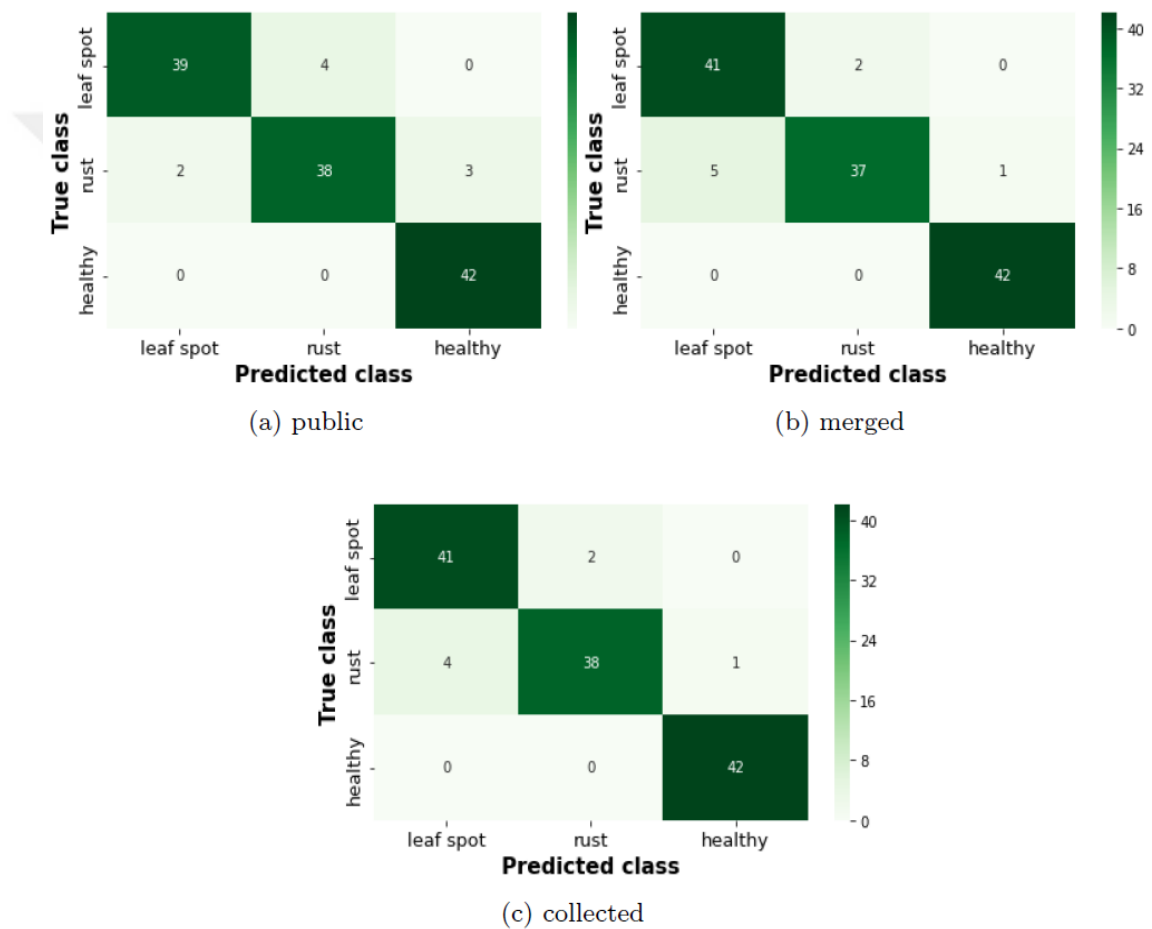 leaf spot 39 4 0
rust 2 38 3
healthy 0 0 42
True class
leaf spot rust healthy
Predicted class
(a) public
leaf spot 41 2 0
rust 5 37 1
healthy 0 0 42
True class
leaf spot rust healthy
Predicted class
40
32
24
16
8
0
(b) merged
leaf spot 41 2 0
rust 4 38 1
healthy 0 0 42
True class
leaf spot rust healthy
Predicted class
40
32
24
16
8
0
(c) collected